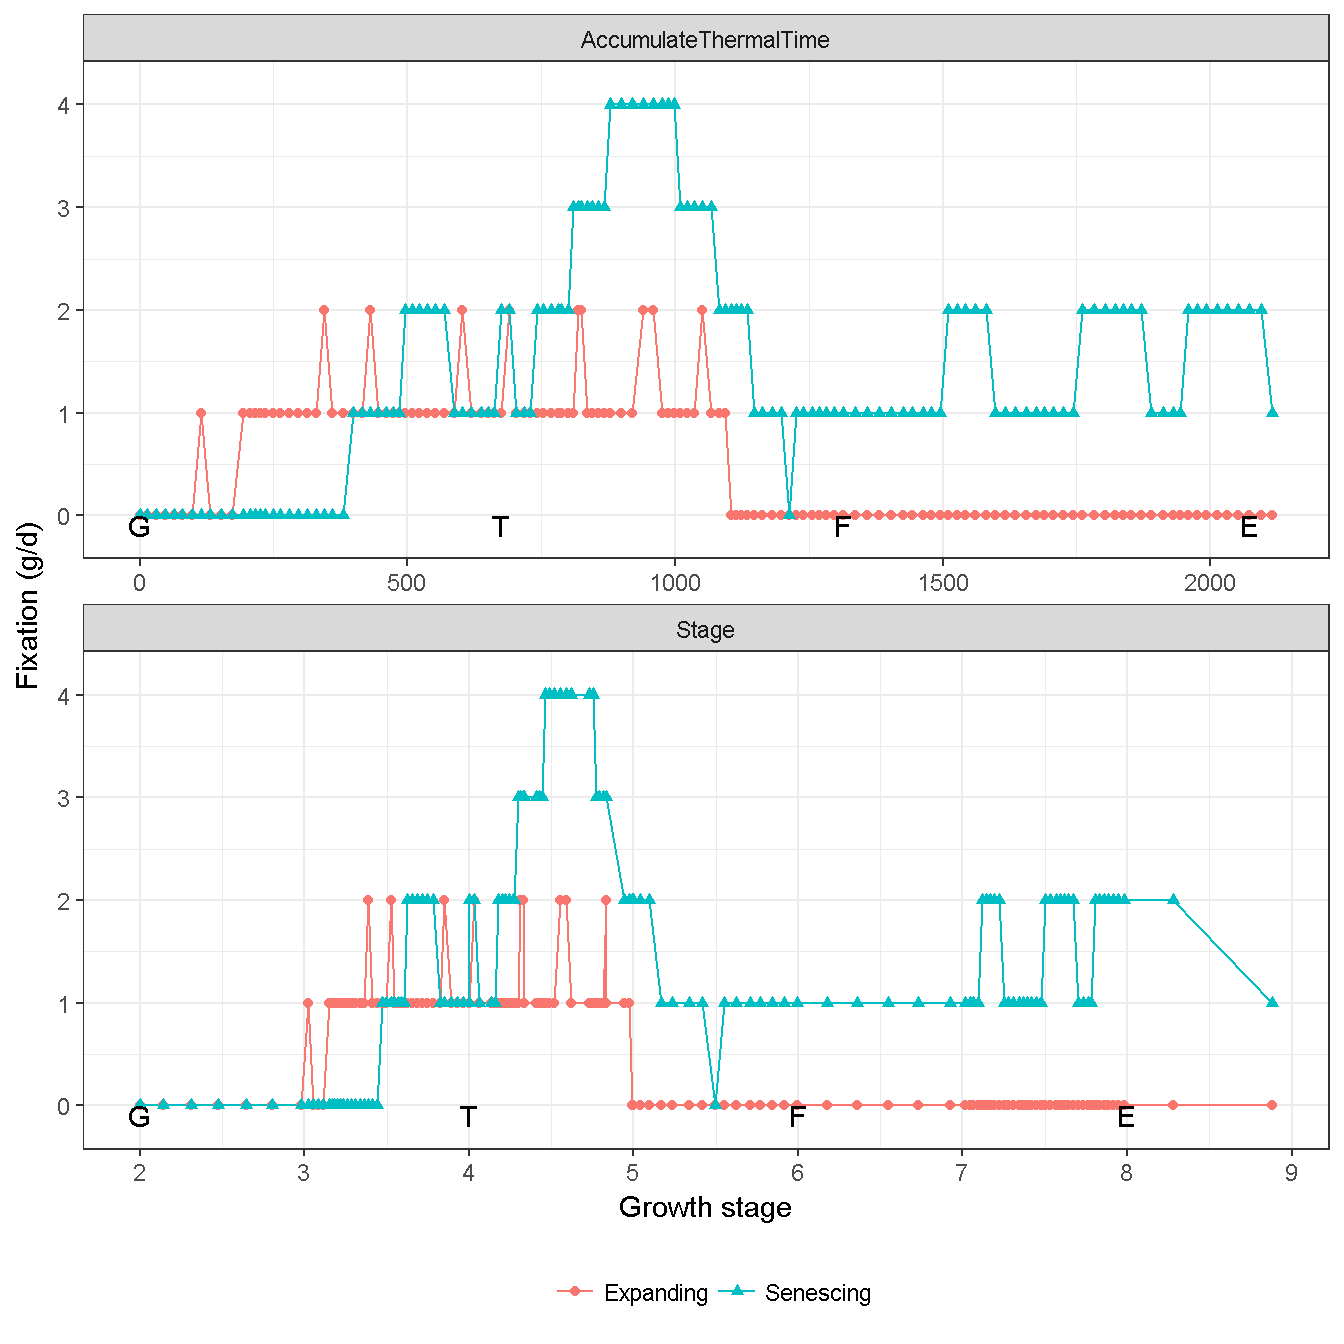 AccumulateThermalTime
4
3
2
1
0
G T F E
0 500 1000 1500 2000
Fixation (g/d)
Stage
4
3
2
1
0
G T F E
2 3 4 5 6 7 8 9
Growth stage
Expanding Senescing